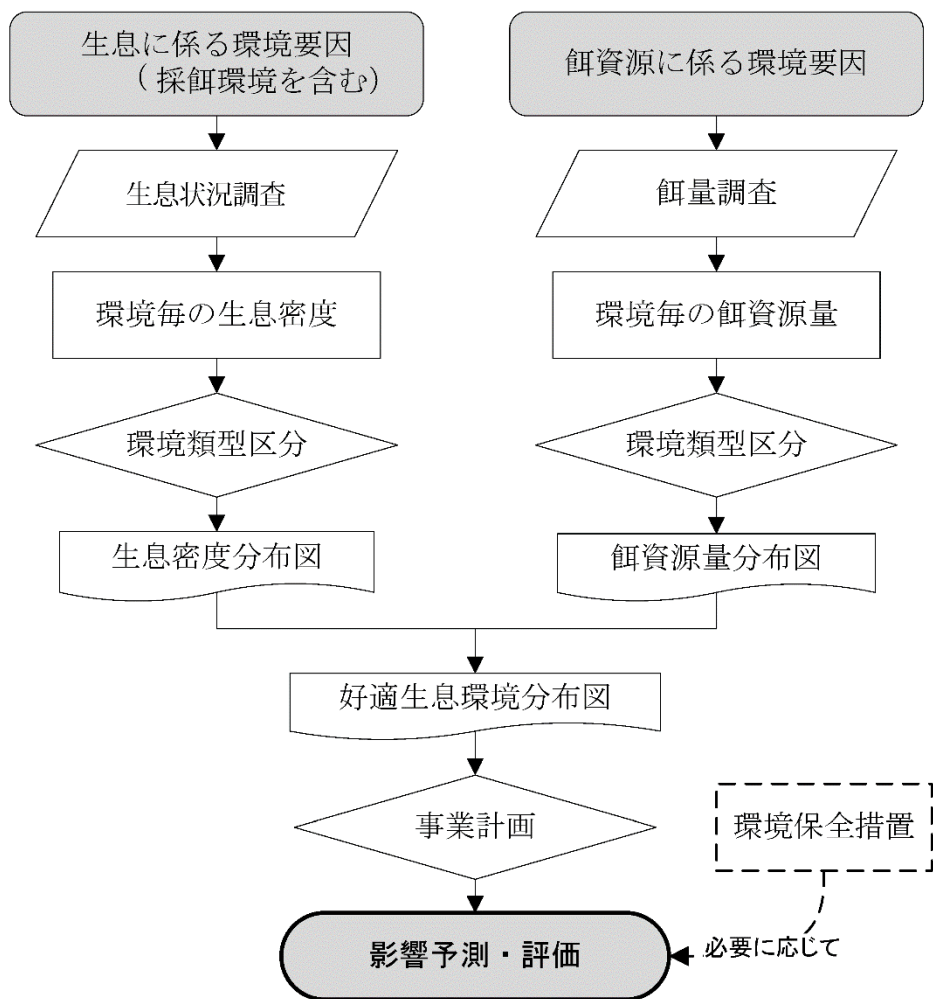 生息に係る環境要因
(採餌環境を含む)
餌資源に係る環境要因
生息状況調査
餌量調査
環境毎の生息密度
環境毎の餌資源量
環境類型区分
環境類型区分
生息密度分布図
餌資源量分布図
好適生息環境分布図
事業計画
環境保全措置
影響予測・評価
必要に応じて